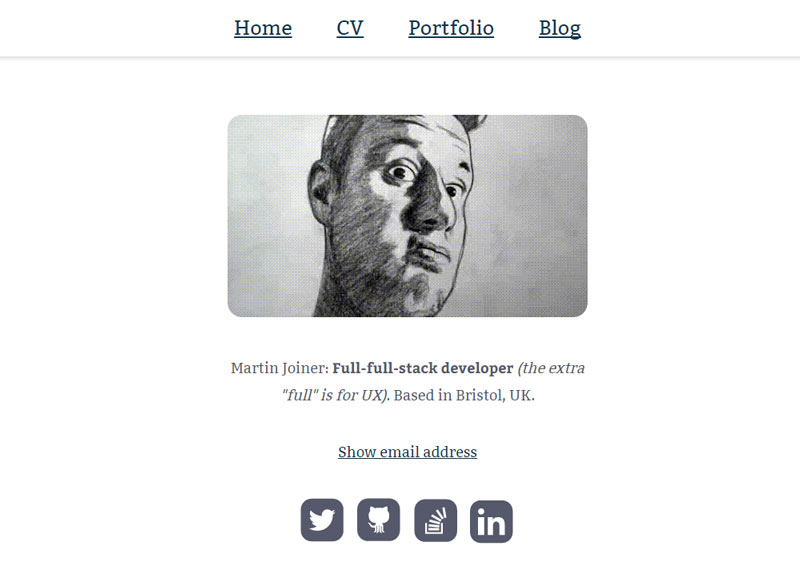 Home CV Portfolio Blog
Martin Joiner: Full-full-stack developer (the extra
"full" is for UX). Based in Bristol, UK.
Show email address
in